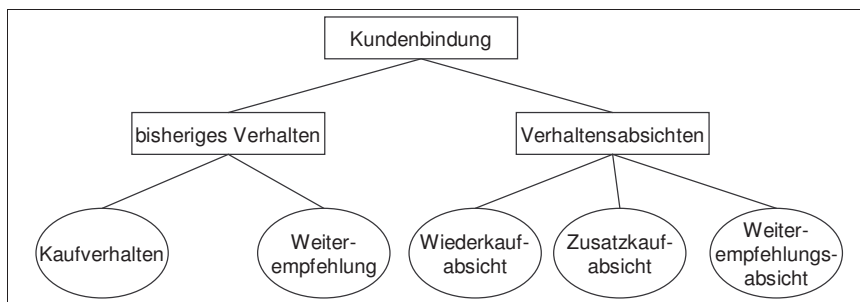 Kundenbindung
bisheriges Verhalten
Verhaltensabsichten
Kaufverhalten
Weiter-
empfehlung
Wiederkauf-
absicht
Zusatzkauf-
absicht
Weiter-
empfehlungs-
absicht